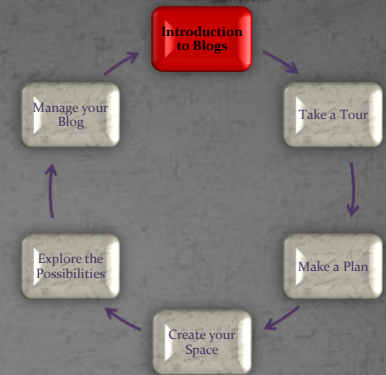 Introduction
to Blogs
Take a Tour
Make a Plan
Create your
Space
Explore the
Possibilities
Manage your
Blog